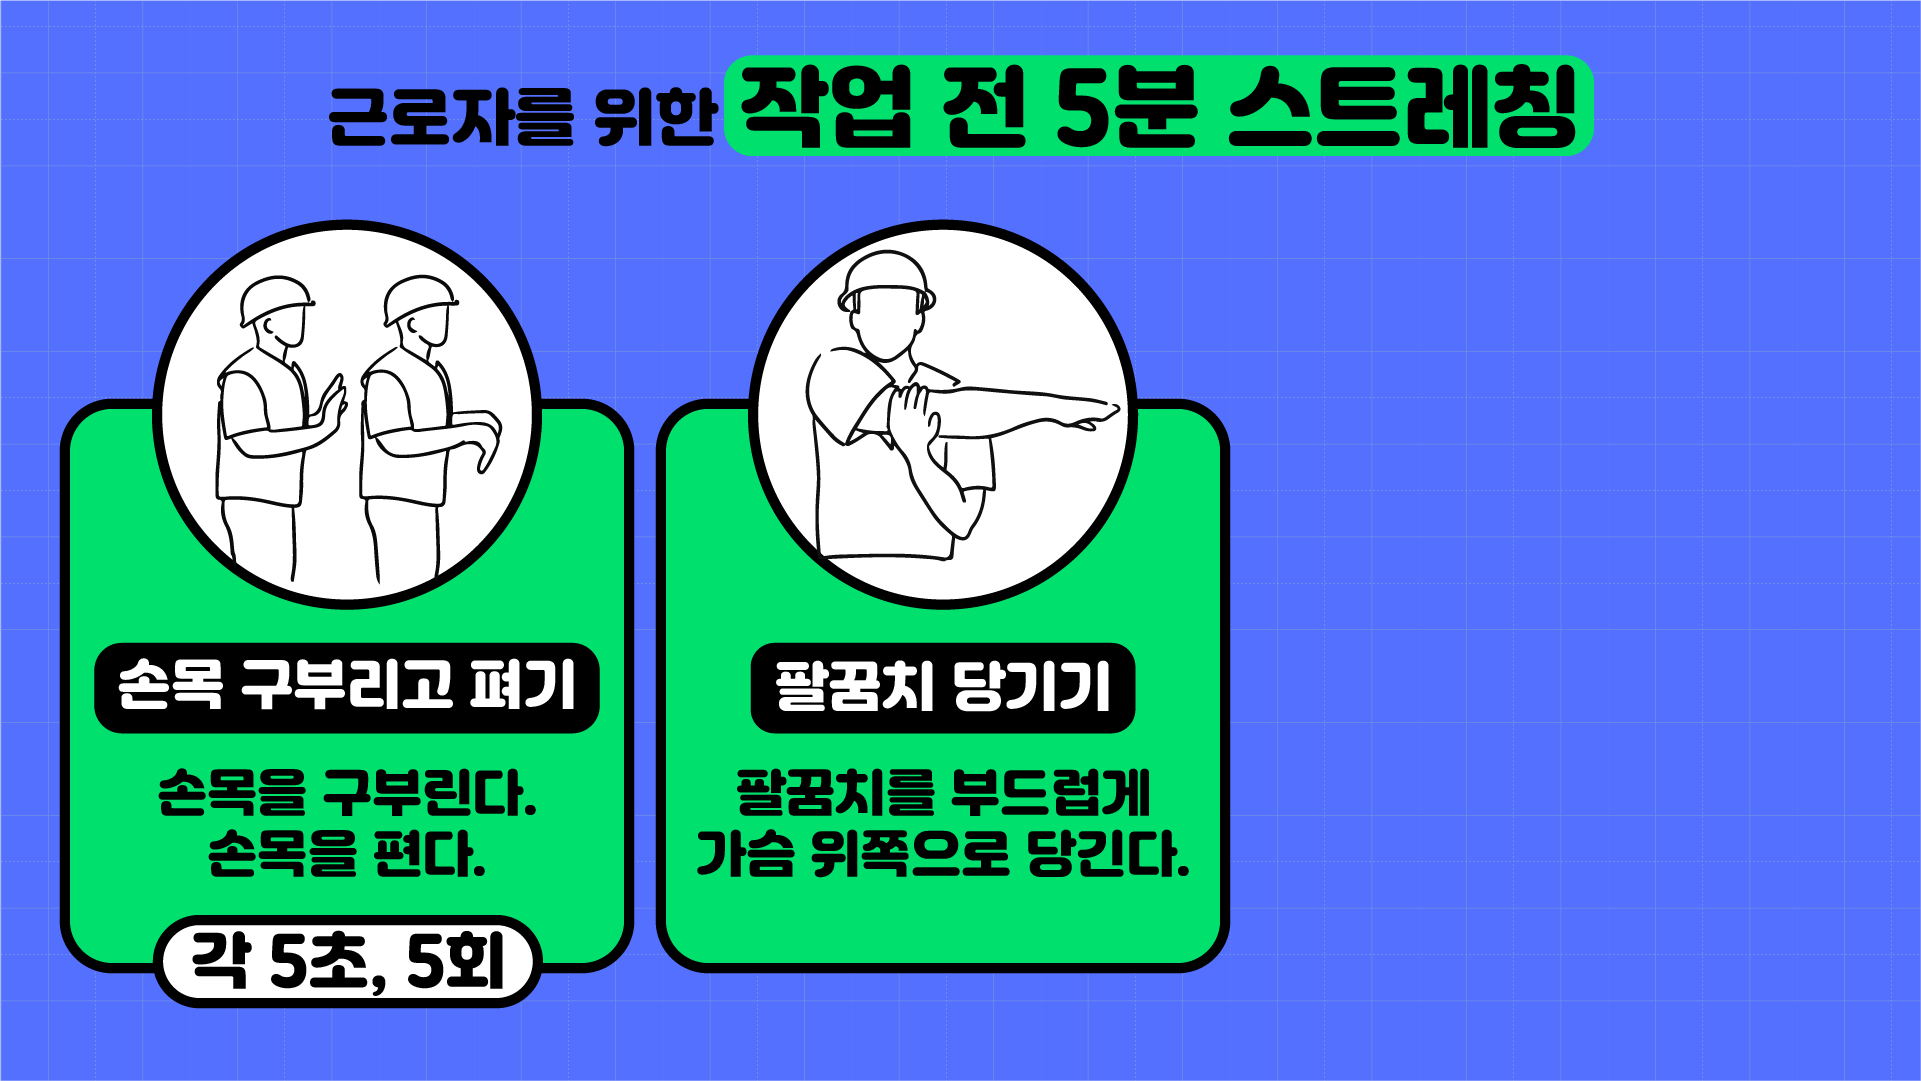 근로자를 위한 작업 전 5분 스트레칭
손목 구부리고 펴기
손목을 구부린다.
손목을 편다.
각 5초, 5회
팔꿈치 당기기
팔꿈치를 부드럽게
가슴 위쪽으로 당긴다.